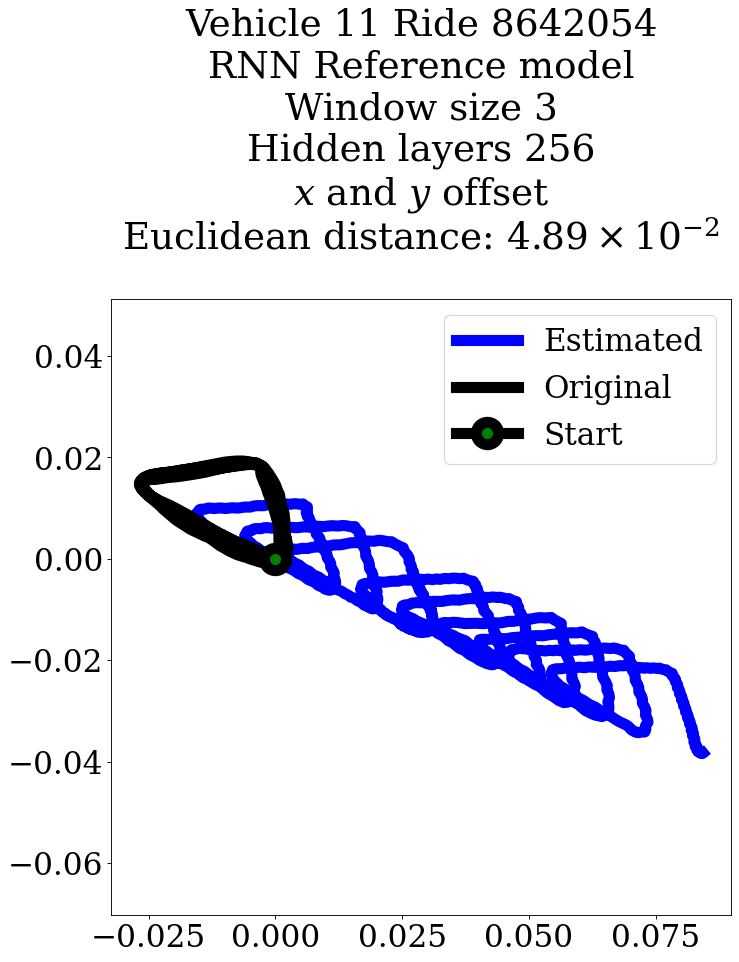 Vehicle 11 Ride 8642054
RNN Reference model
Window size 3
Hidden layers 256
x and y offset
Euclidean distance: 4.89 × 10⁻²
Estimated
Original
Start
0.04
0.02
0.00
−0.02
−0.04
−0.06
−0.025 0.000 0.025 0.050 0.075